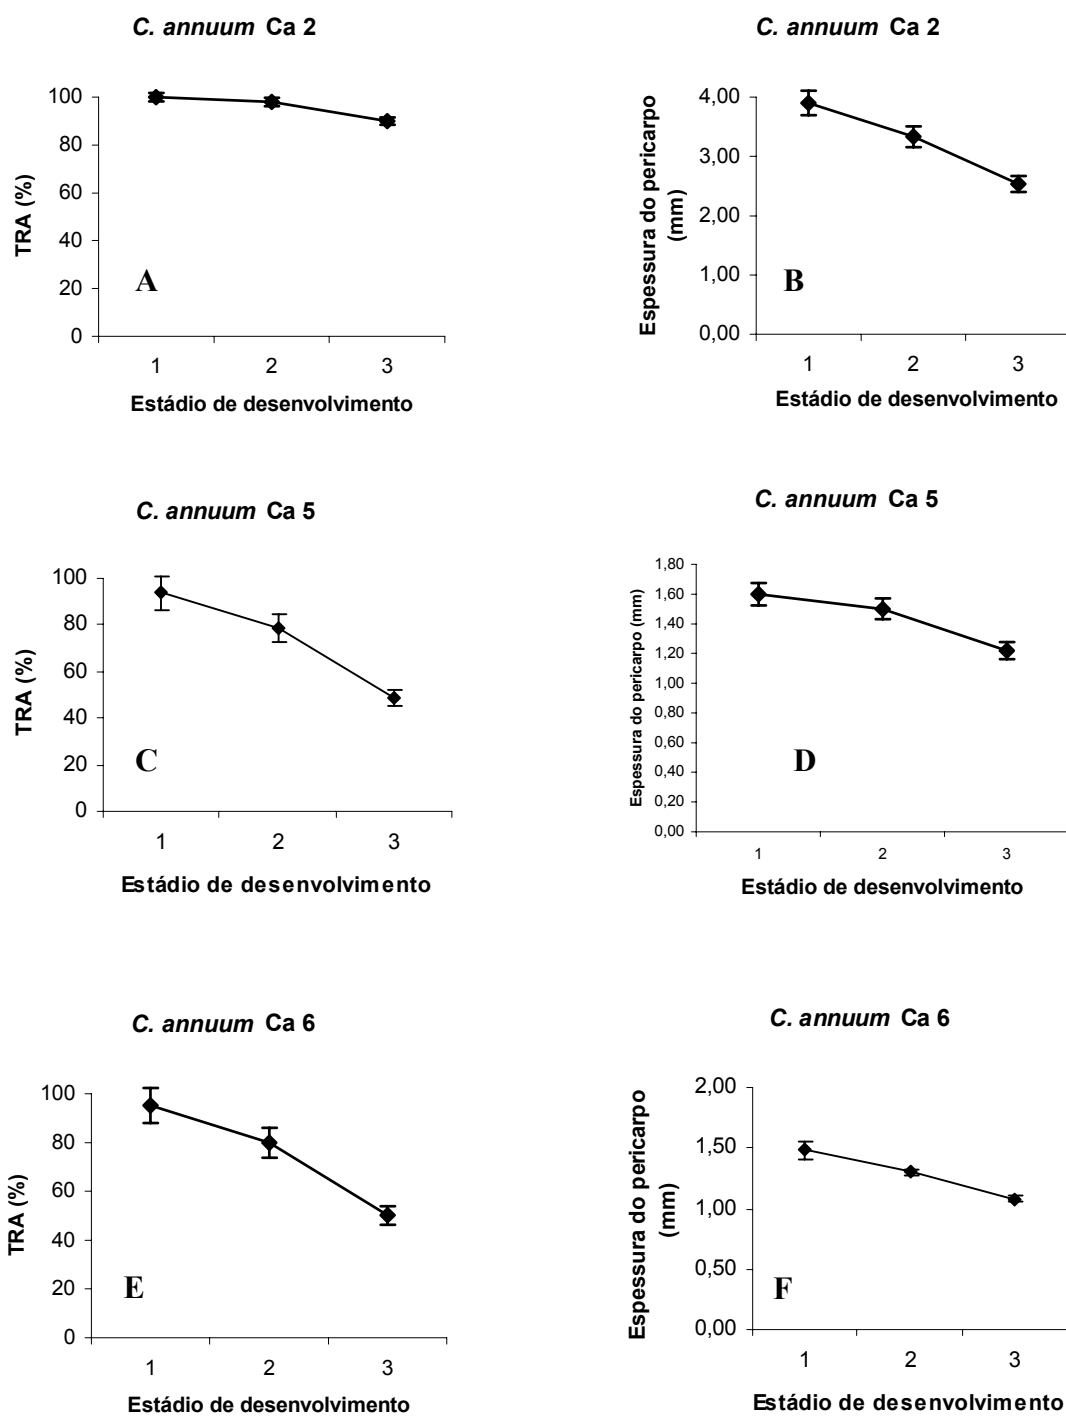 C. annuum Ca 2
100
80
60
40
20
0
TRA (%)
A
1 2 3
Estádio de desenvolvimento
C. annuum Ca 2
4,00
3,00
2,00
1,00
0,00
Espessura do pericarpo
(mm)
B
1 2 3
Estádio de desenvolvimento
C. annuum Ca 5
100
80
60
40
20
0
TRA (%)
C
1 2 3
Estádio de desenvolvimento
C. annuum Ca 5
1,80
1,60
1,40
1,20
1,00
0,80
0,60
0,40
0,20
0,00
Espessura do pericarpo (mm)
D
1 2 3
Estádio de desenvolvimento
C. annuum Ca 6
100
80
60
40
20
0
TRA (%)
E
1 2 3
Estádio de desenvolvimento
C. annuum Ca 6
2,00
1,50
1,00
0,50
0,00
Espessura do pericarpo
(mm)
F
1 2 3
Estádio de desenvolvimento